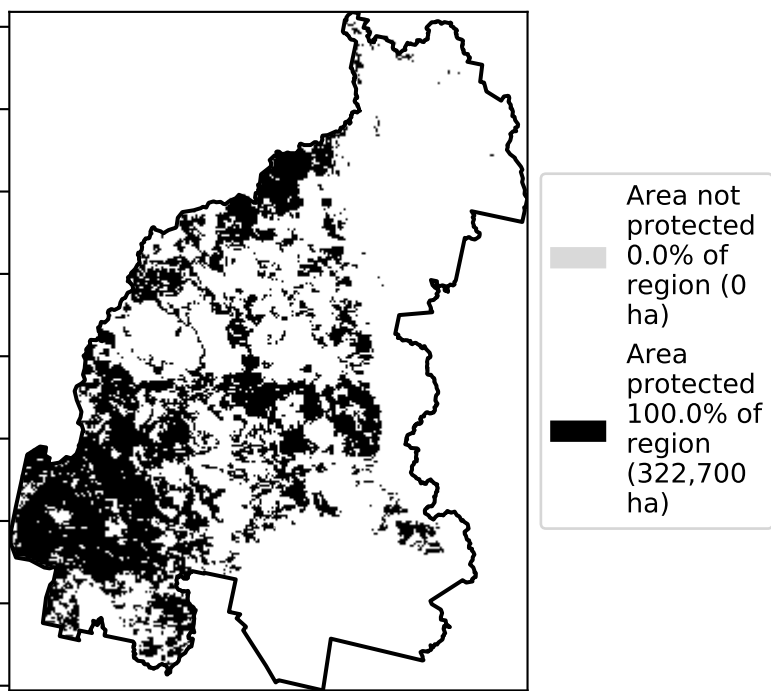 Area not
protected
0.0% of
region (0
ha)
Area
protected
100.0% of
region
(322,700
ha)